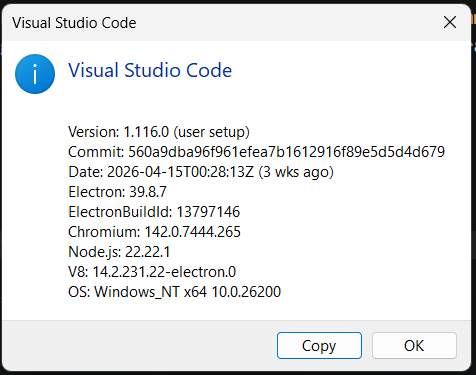 Visual Studio Code
Visual Studio Code
Version: 1.116.0 (user setup)
Commit: 560a9dba96f961efea7b1612916f89e5d5d4d679
Date: 2026-04-15T00:28:13Z (3 wks ago)
Electron: 39.8.7
ElectronBuildId: 13797146
Chromium: 142.0.7444.265
Node.js: 22.22.1
V8: 14.2.231.22-electron.0
OS: Windows_NT x64 10.0.26200
Copy
OK